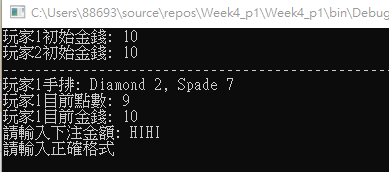 C:\Users\88693\source\repos\Week4_p1\Week4_p1\bin\Debug
玩家1初始金錢: 10
玩家2初始金錢: 10
玩家1手排: Diamond 2, Spade 7
玩家1目前點數: 9
玩家1目前金錢: 10
請輸入下注金額: HIHI
請輸入正確格式